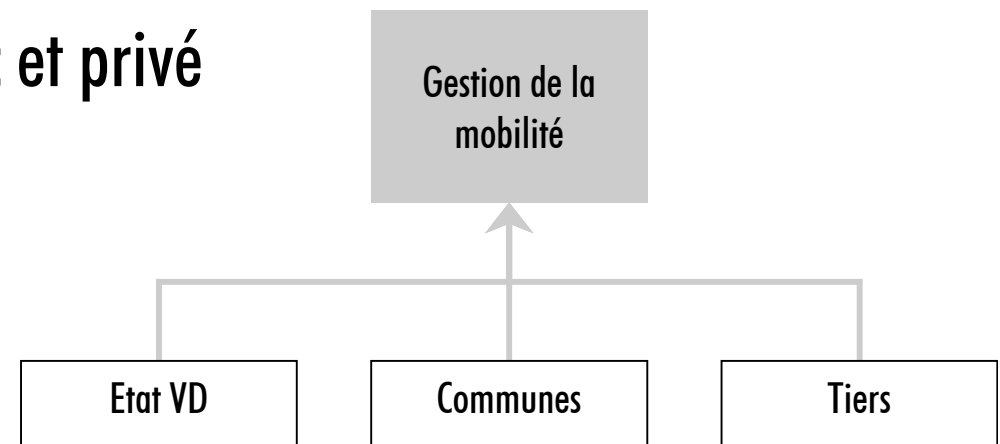 et privé
Gestion de la
mobilité
Etat VD
Communes
Tiers